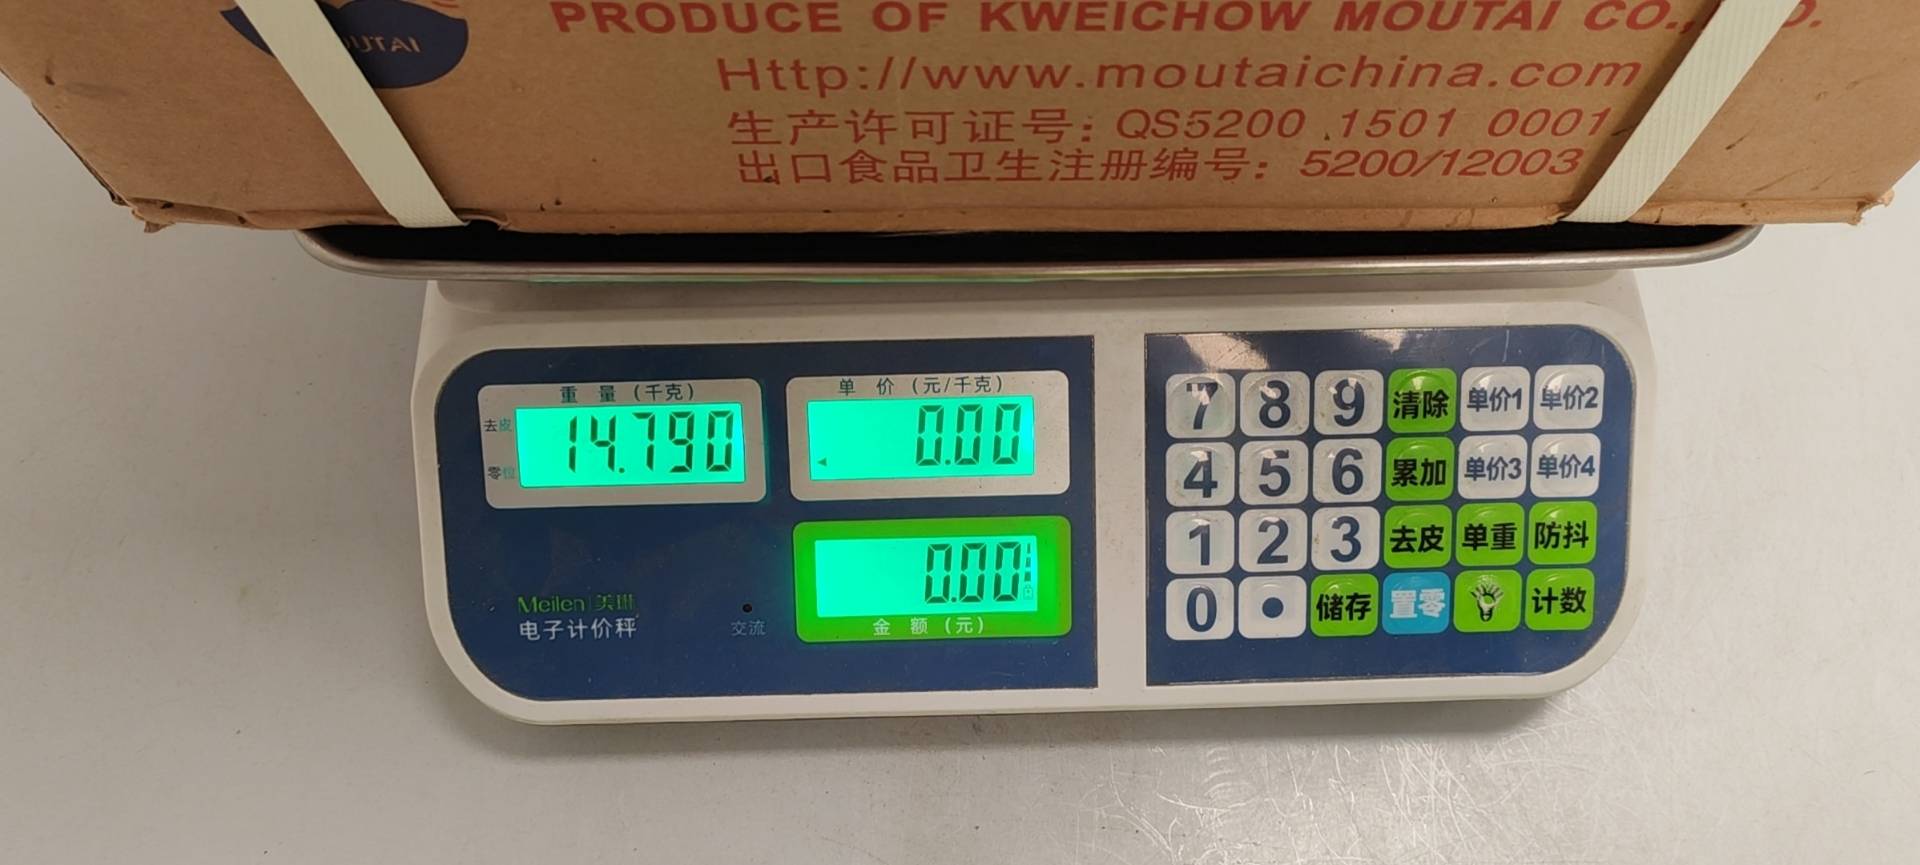 OUTAI
PRODUCE OF KWEICHOW MOUTAI CO.,
Http://www.moutaichina.com
生产许可证号: QS5200 1501 0001
出口食品卫生注册编号: 5200/12003
重量(千克)
去皮
零位
14.790
单价(元/千克)
0.00
0.00
金额(元)
Meilen 美琳
电子计价秤
交流
7 8 9 清除 单价1 单价2
4 5 6 累加 单价3 单价4
1 2 3 去皮 单重 防抖
0 • 储存 置零 计数